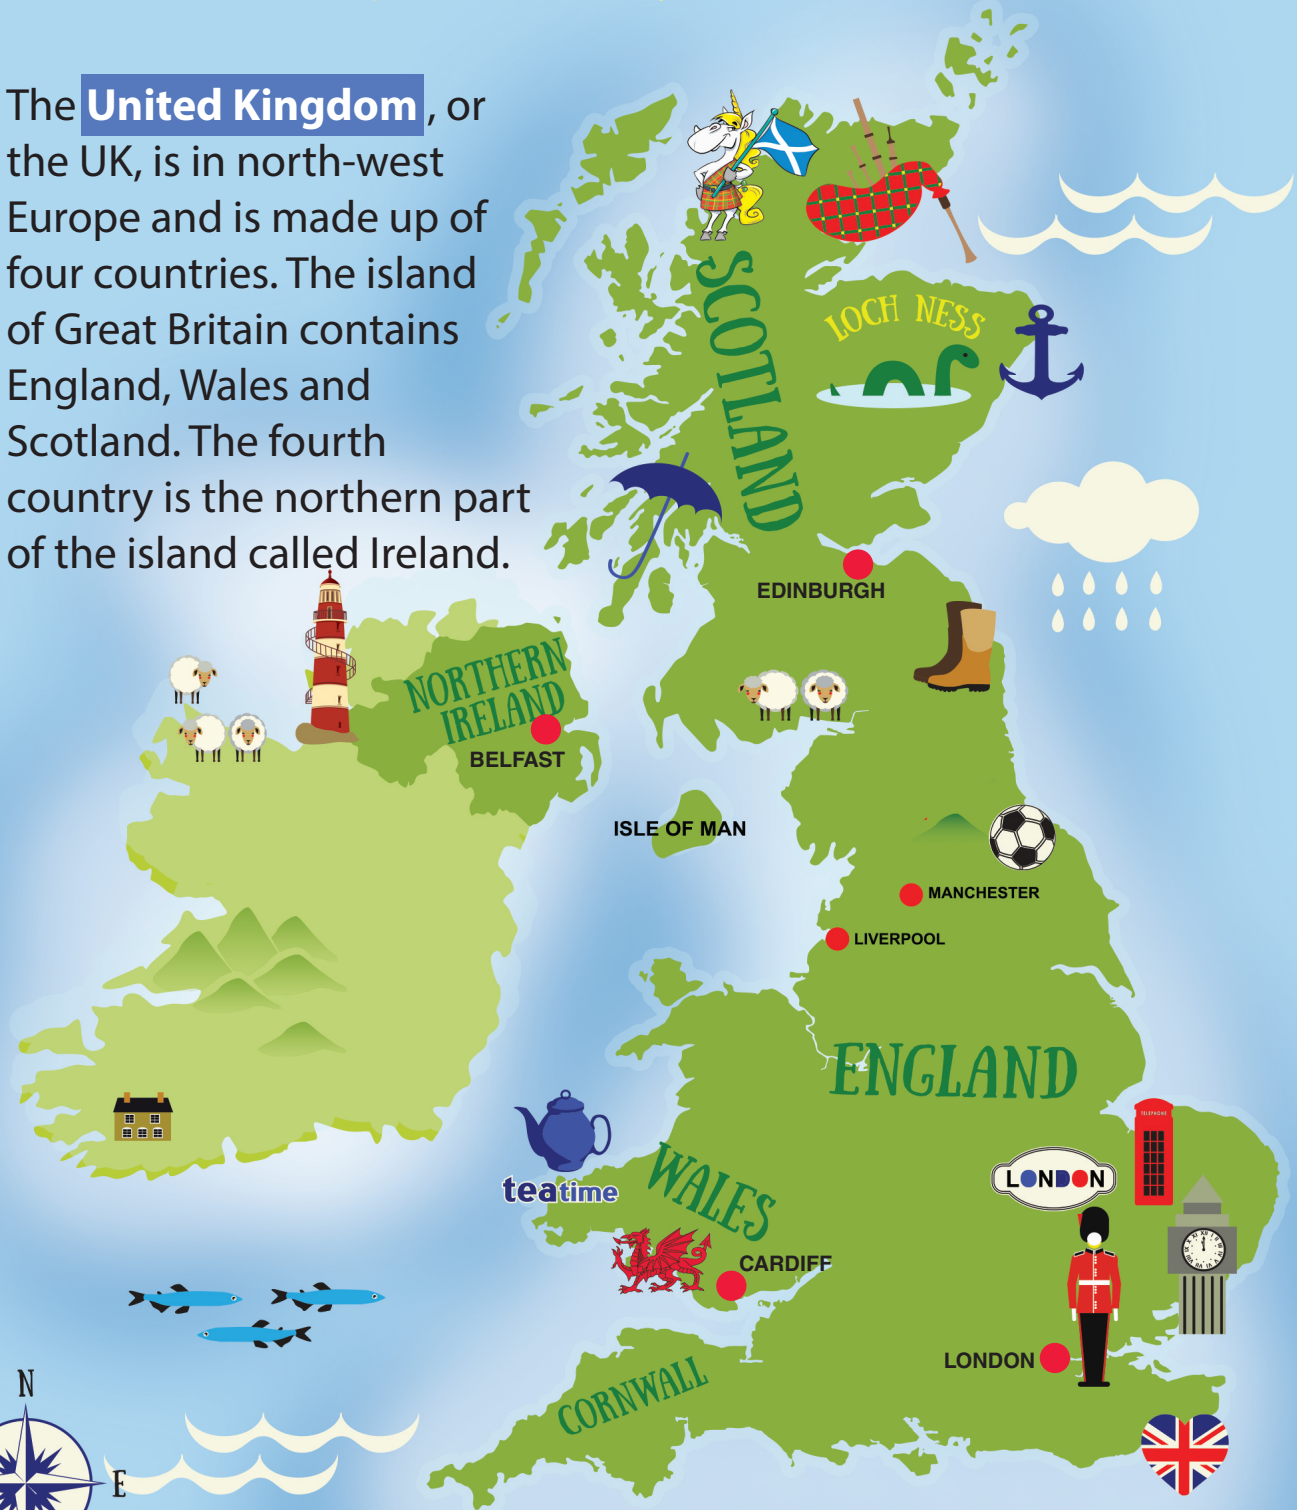 The United Kingdom, or
the UK, is in north-west
Europe and is made up of
four countries. The island
of Great Britain contains
England, Wales and
Scotland. The fourth
country is the northern part
of the island called Ireland.
SCOTLAND
LOCH NESS
EDINBURGH
NORTHERN
IRELAND
BELFAST
ISLE OF MAN
MANCHESTER
LIVERPOOL
ENGLAND
TELEPHONE
teatime
WALES
LONDON
CARDIFF
LONDON
CORNWALL
N
E